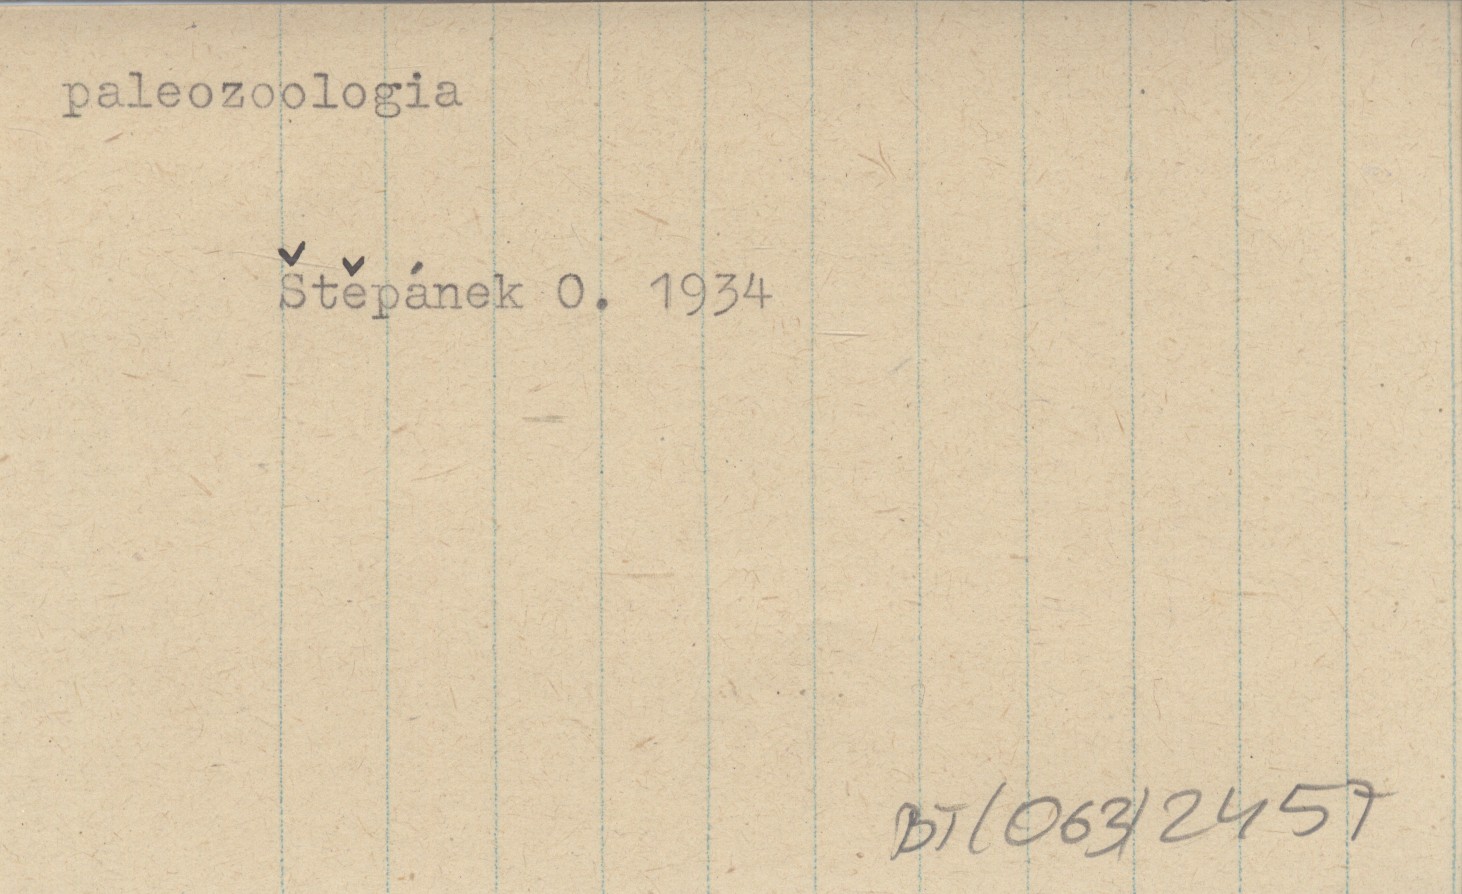 paleozoologia
Štěpánek O. 1934
BT(063)2457